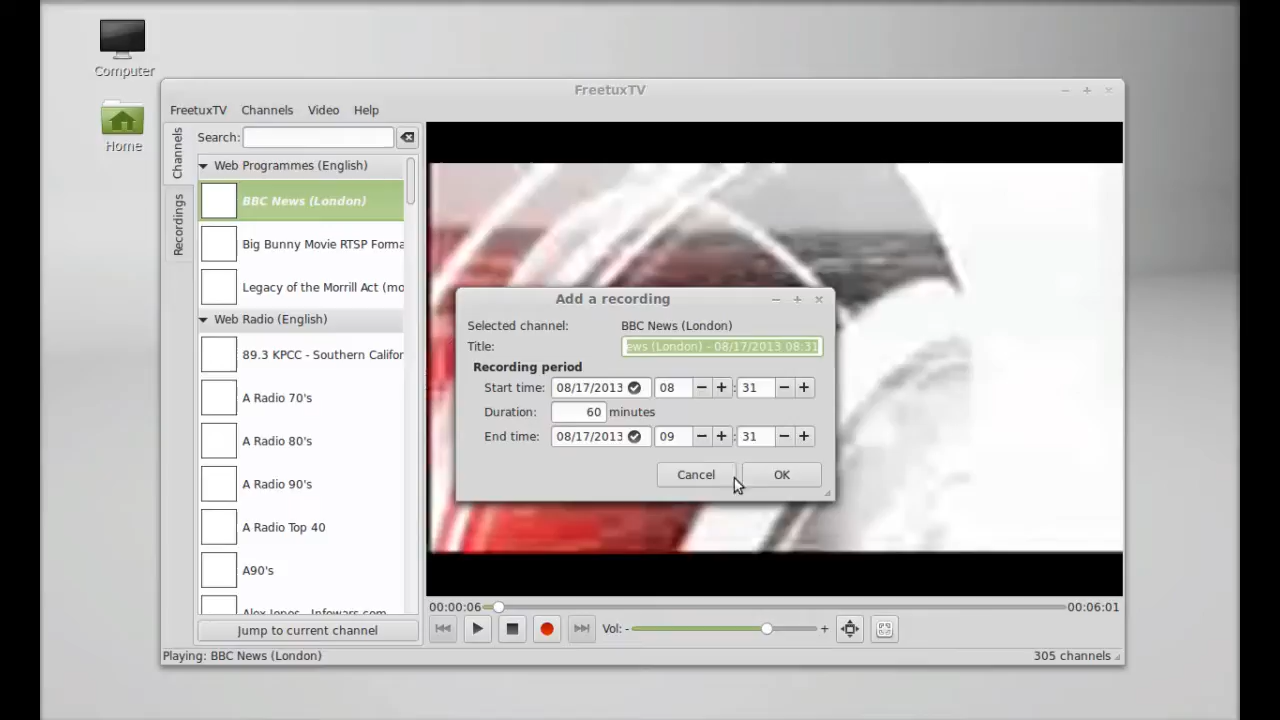 Computer
Home
FreetuxTV
FreetuxTV Channels Video Help
Channels
Recordings
Search:
Web Programmes (English)
BBC News (London)
Big Bunny Movie RTSP Forma
Legacy of the Morrill Act (mo
Web Radio (English)
89.3 KPCC - Southern Califor
A Radio 70's
A Radio 80's
A Radio 90's
A Radio Top 40
A90's
Alex Jones - Infowars.com
Jump to current channel
Add a recording
Selected channel: BBC News (London)
Title: ews (London) - 08/17/2013 08:31
Recording period
Start time: 08/17/2013 08 − + : 31 − +
Duration: 60 minutes
End time: 08/17/2013 09 − + : 31 − +
Cancel OK
00:00:06 00:06:01
Vol: - +
Playing: BBC News (London) 305 channels